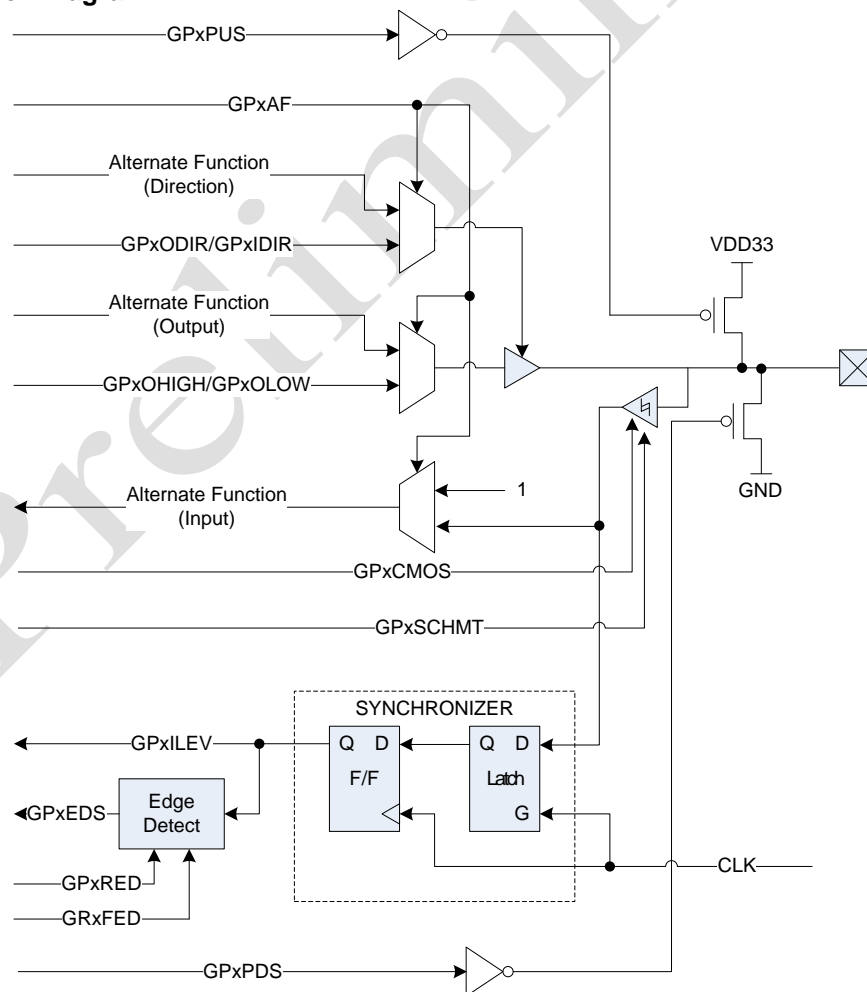 GPxPUS
GPxAF
Alternate Function
(Direction)
GPxODIR/GPxIDIR
VDD33
Alternate Function
(Output)
GPxOHIGH/GPxOLOW
GND
1
Alternate Function
(Input)
GPxCMOS
GPxSCHMT
SYNCHRONIZER
GPxILEV
Q D
F/F
Q D
Latch
G
GPxEDS
Edge
Detect
CLK
GPxRED
GRxFED
GPxPDS